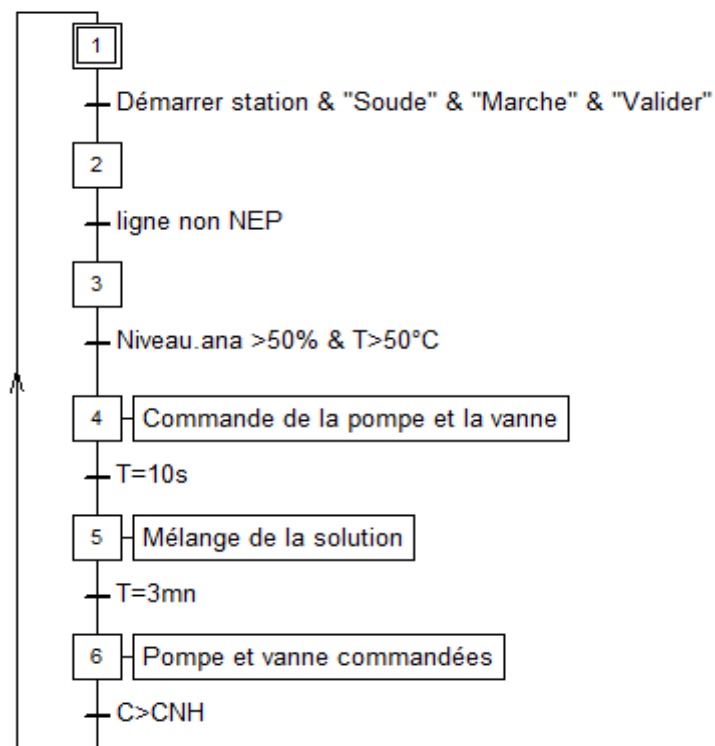 1
Démarrer station & "Soude" & "Marche" & "Valider"
2
ligne non NEP
3
Niveau.ana >50% & T>50°C
4
Commande de la pompe et la vanne
T=10s
5
Mélange de la solution
T=3mn
6
Pompe et vanne commandées
C>CNH